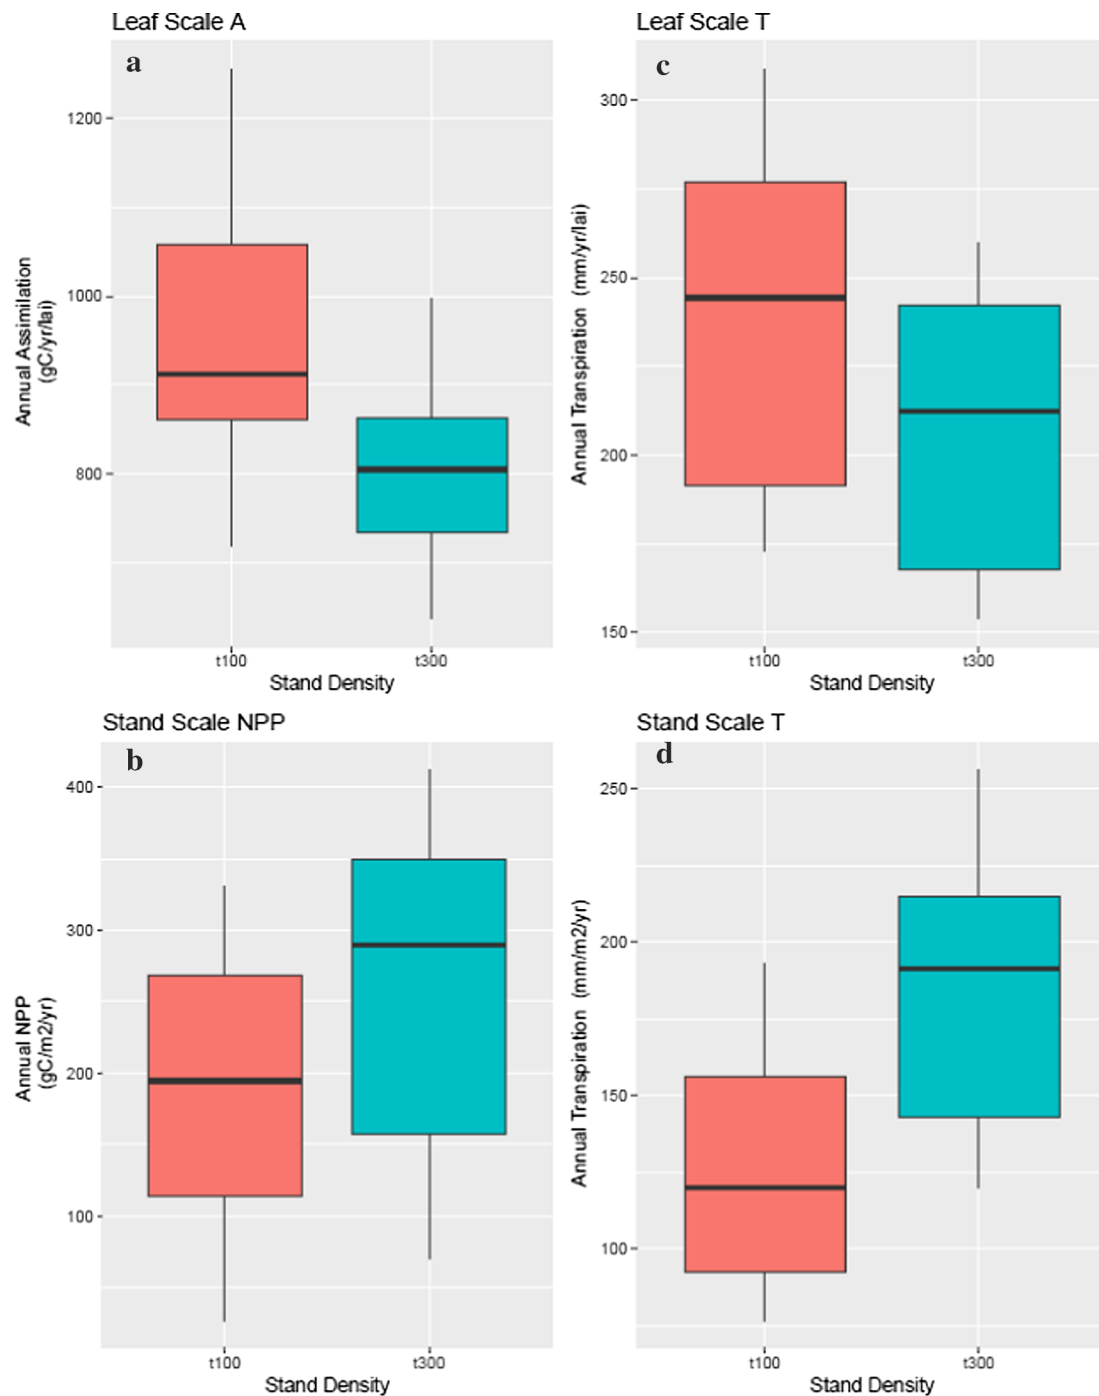 Leaf Scale A
a
1200
1000
800
Annual Assimilation
(gC/yr/lai)
t100 t300
Stand Density
Leaf Scale T
c
300
250
200
150
Annual Transpiration (mm/yr/lai)
t100 t300
Stand Density
Stand Scale NPP
b
400
300
200
100
Annual NPP
(gC/m2/yr)
t100 t300
Stand Density
Stand Scale T
d
250
200
150
100
Annual Transpiration (mm/m2/yr)
t100 t300
Stand Density